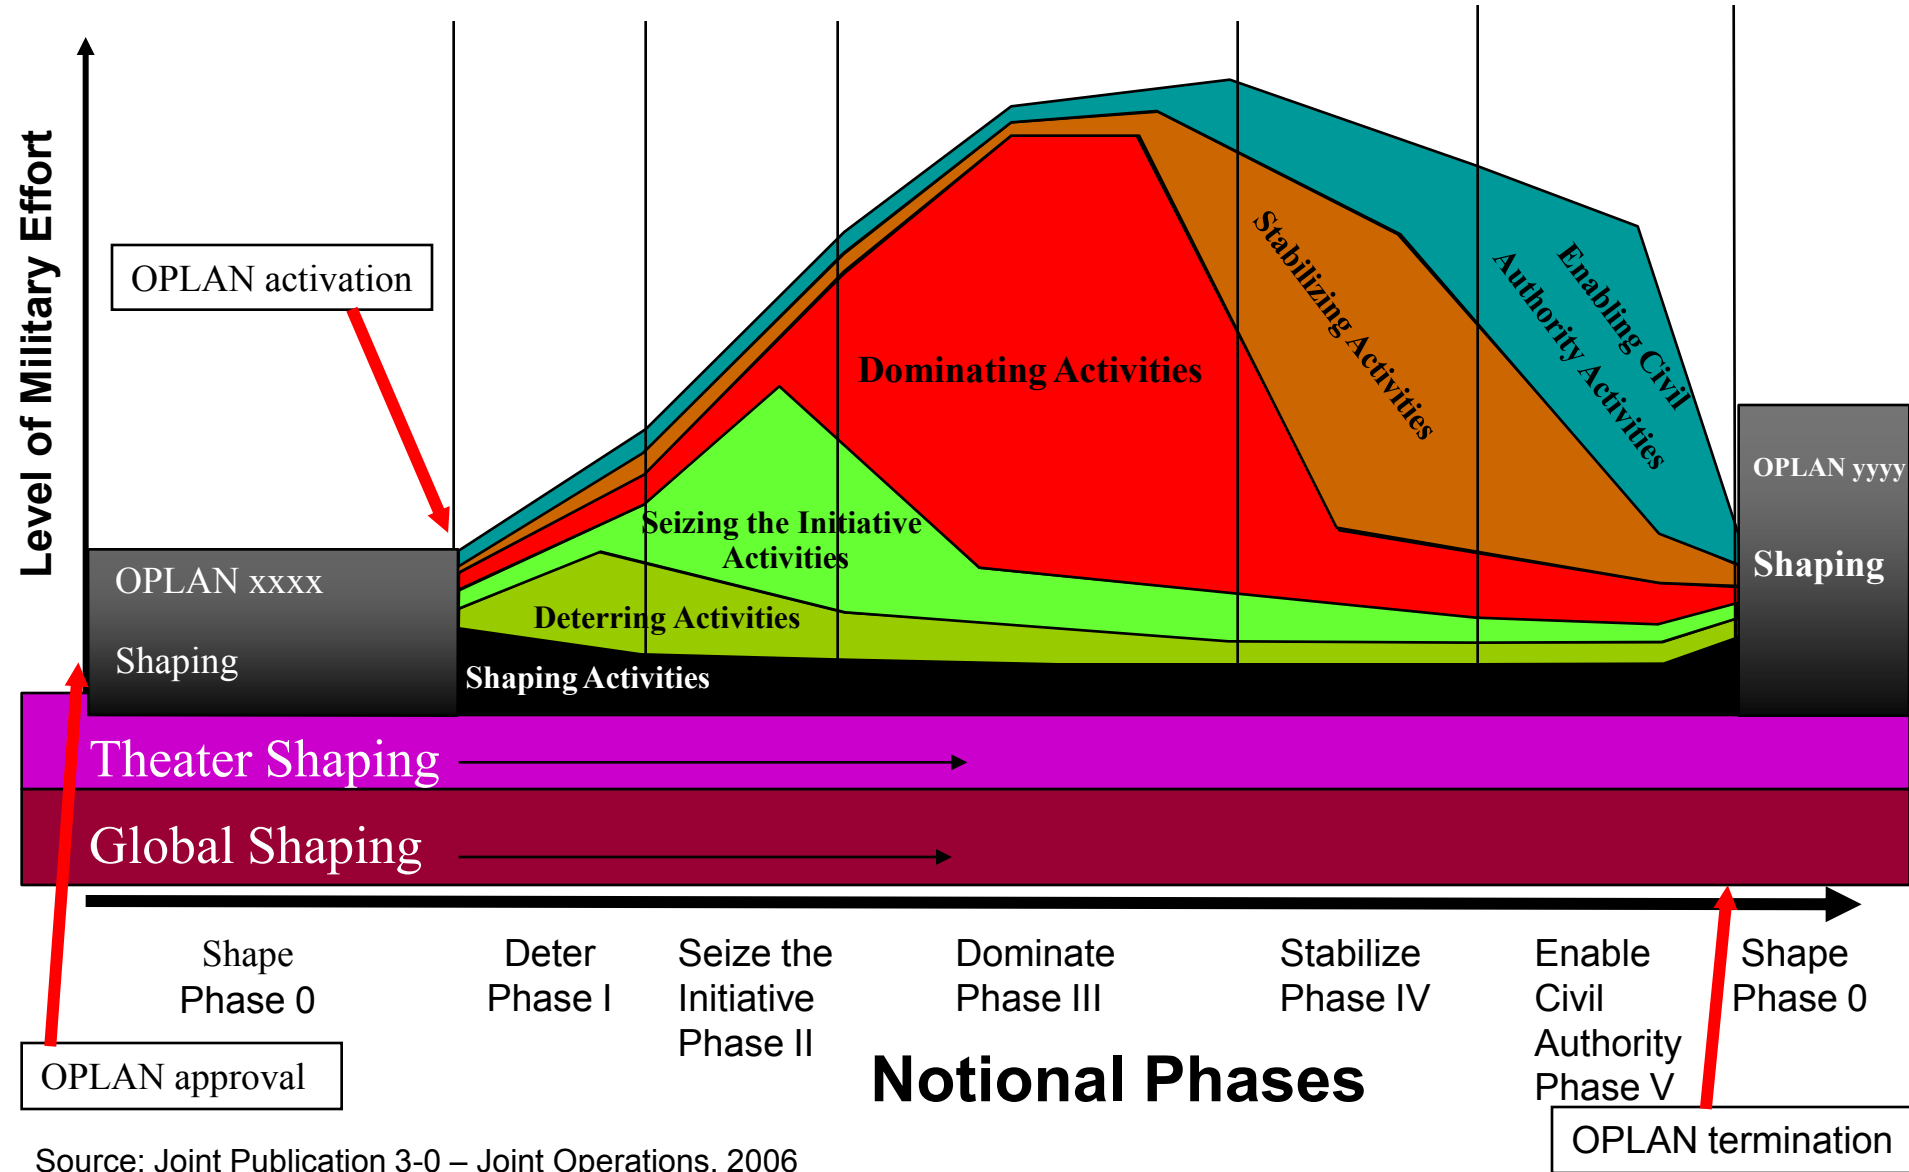 Level of Military Effort
OPLAN activation
OPLAN xxxx
Shaping
Dominating Activities
Stabilizing Activities
Enabling Civil
Authority Activities
Seizing the Initiative
Activities
Deterring Activities
Shaping Activities
OPLAN yyyy
Shaping
Theater Shaping
Global Shaping
Shape
Phase 0
Deter
Phase I
Seize the
Initiative
Phase II
Dominate
Phase III
Stabilize
Phase IV
Enable
Civil
Authority
Phase V
Shape
Phase 0
OPLAN approval
Notional Phases
OPLAN termination
Source: Joint Publication 3-0 – Joint Operations, 2006